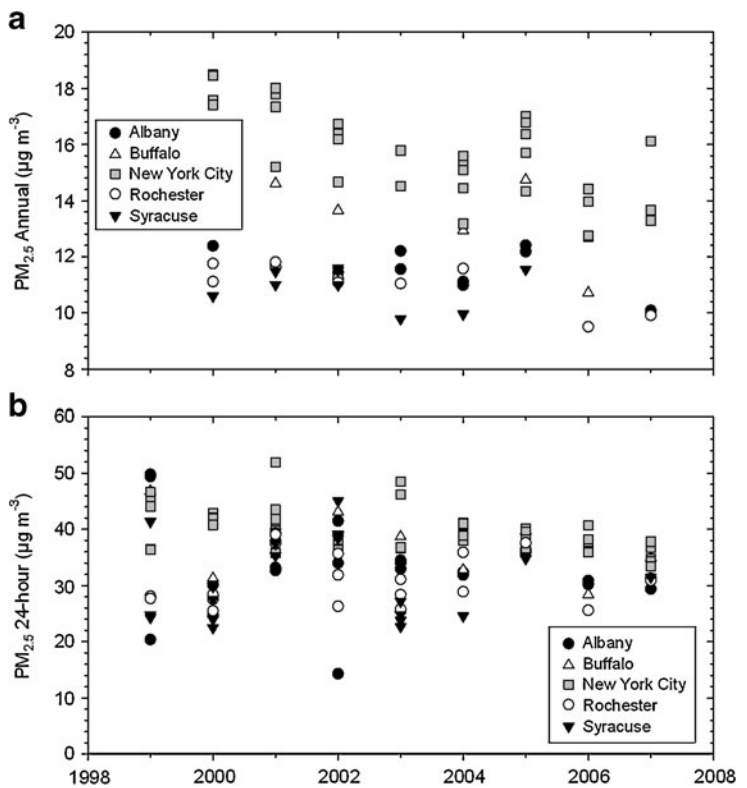 a
20
18
16
14
12
10
8
PM2.5 Annual (µg m-3)
Albany
Buffalo
New York City
Rochester
Syracuse
b
60
50
40
30
20
10
0
PM2.5 24-hour (µg m-3)
Albany
Buffalo
New York City
Rochester
Syracuse
1998
2000
2002
2004
2006
2008